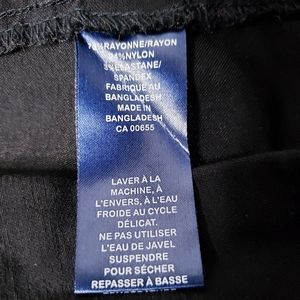 RAYONNE/RAYON
24%NYLON
ELASTANE/
SPANDEX
FABRIQUE AU
BANGLADESH
MADE IN
BANGLADESH
CA 00655
LAVER À LA
MACHINE, À
L'ENVERS, À L'EAU
FROIDE AU CYCLE
DÉLICAT.
NE PAS UTILISER
L'EAU DE JAVEL
SUSPENDRE
POUR SÉCHER
REPASSER À BASSE